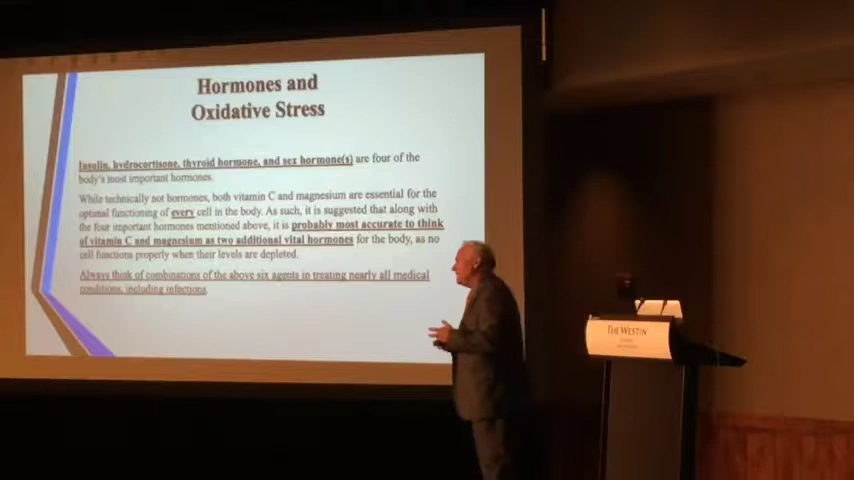 Hormones and
Oxidative Stress
Insulin, hydrocortisone, thyroid hormone, and sex hormone(s) are four of the
body's most important hormones.
While technically not hormones, both vitamin C and magnesium are essential for the
optimal functioning of every cell in the body. As such, it is suggested that along with
the four important hormones mentioned above, it is probably most accurate to think
of vitamin C and magnesium as two additional vital hormones for the body, as no
cell functions properly when their levels are depleted.
Always think of combinations of the above six agents in treating nearly all medical
conditions, including infections.
THE WESTIN